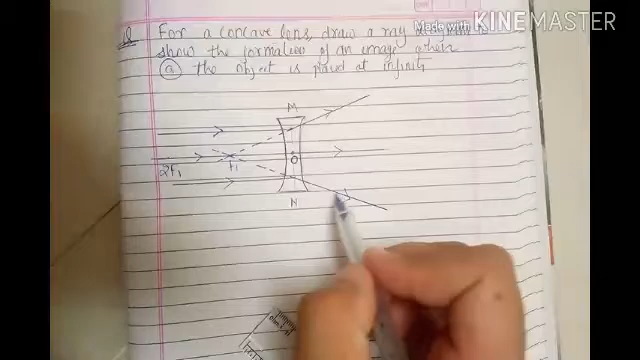 Made with KINEMASTER
For a concave lens, draw a ray diagram to
show the formation of an image when
a the object is placed at infinity
M
2F1
F1
O
N